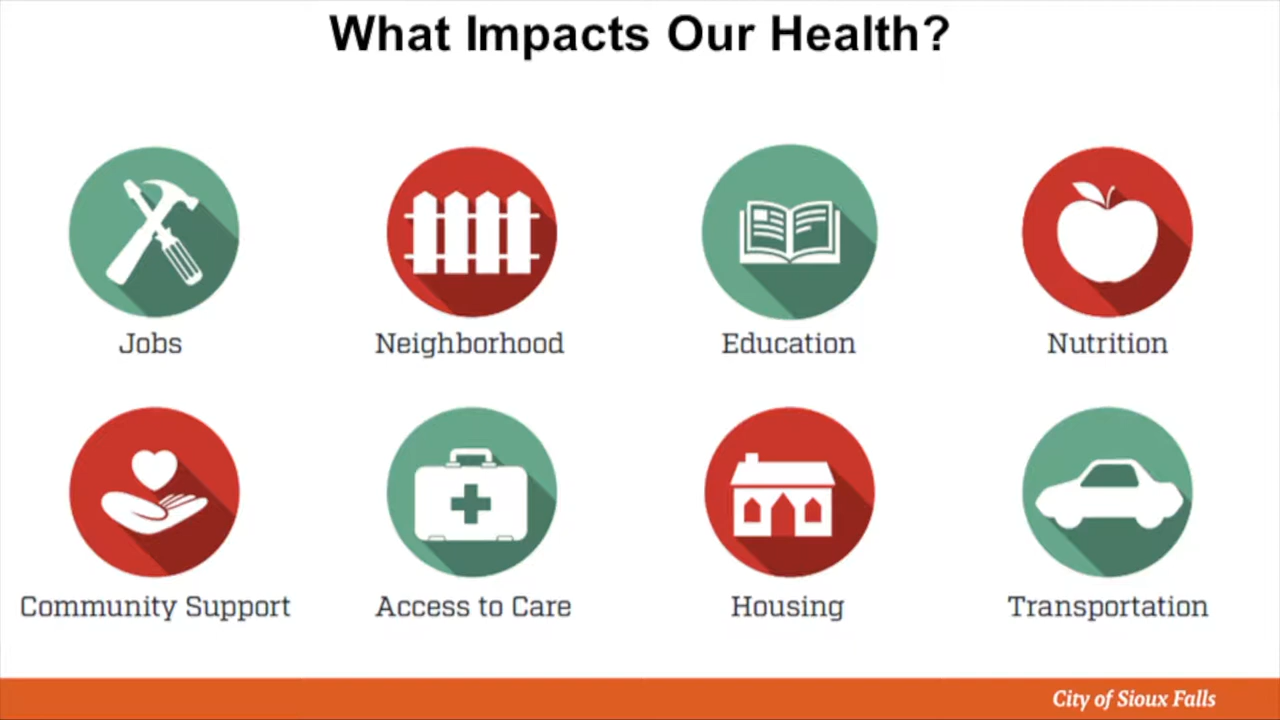 What Impacts Our Health?
Jobs
Neighborhood
Education
Nutrition
Community Support
Access to Care
Housing
Transportation
City of Sioux Falls